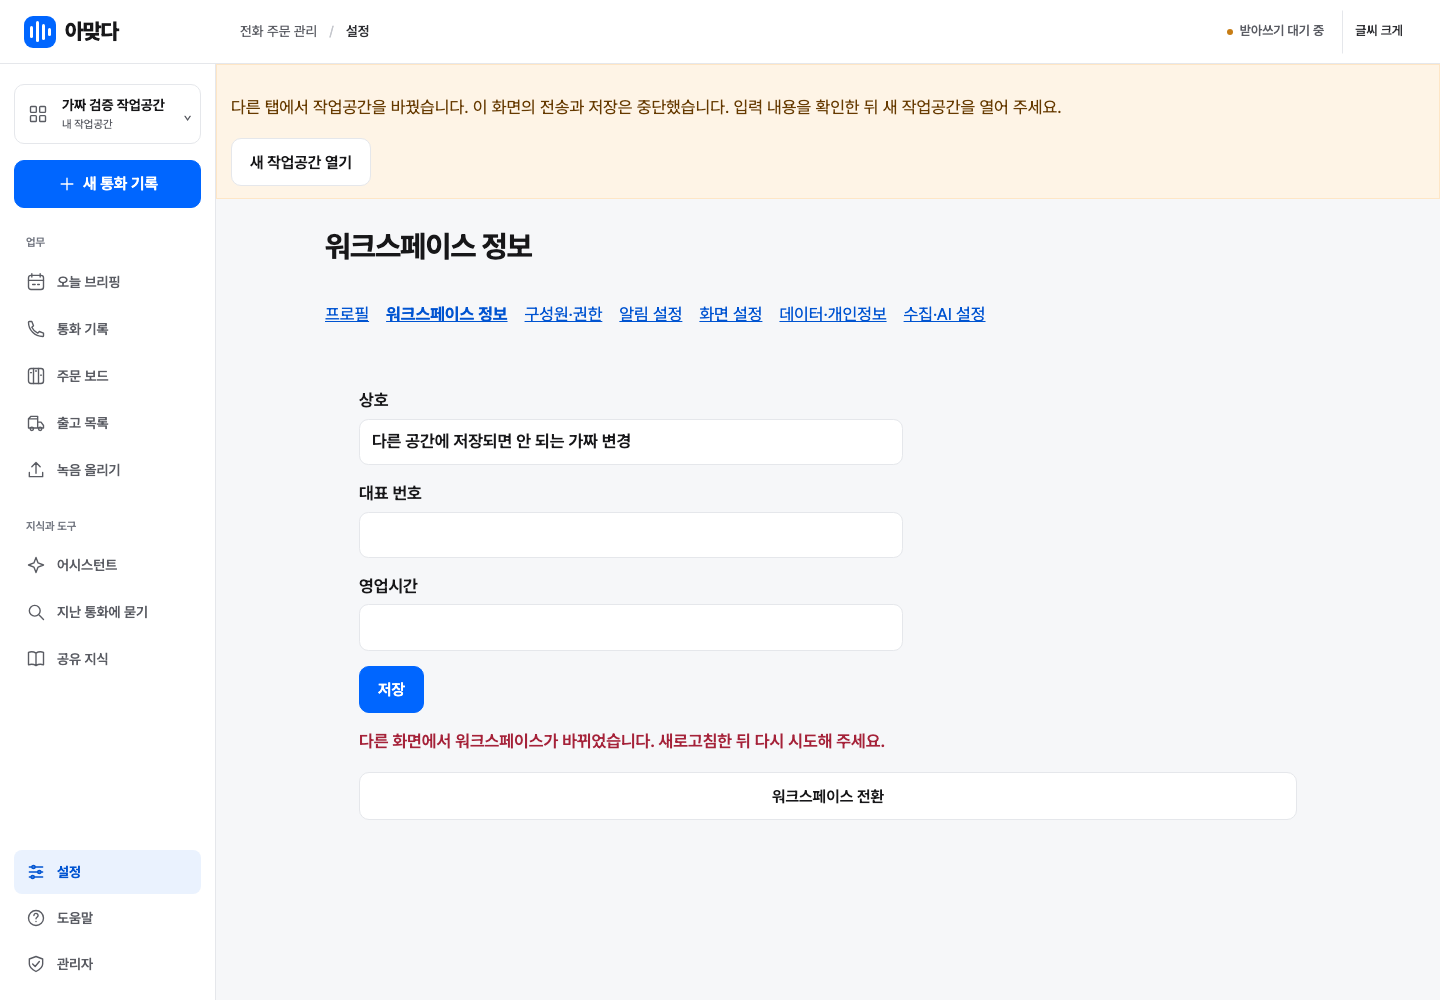 아맞다
전화 주문 관리 / 설정
받아쓰기 대기 중
글씨 크게
가짜 검증 작업공간
내 작업공간
새 통화 기록
업무
오늘 브리핑
통화 기록
주문 보드
출고 목록
녹음 올리기
지식과 도구
어시스턴트
지난 통화에 묻기
공유 지식
설정
도움말
관리자
다른 탭에서 작업공간을 바꿨습니다. 이 화면의 전송과 저장은 중단했습니다. 입력 내용을 확인한 뒤 새 작업공간을 열어 주세요.
새 작업공간 열기
워크스페이스 정보
프로필 워크스페이스 정보 구성원·권한 알림 설정 화면 설정 데이터·개인정보 수집·AI 설정
상호
다른 공간에 저장되면 안 되는 가짜 변경
대표 번호
영업시간
저장
다른 화면에서 워크스페이스가 바뀌었습니다. 새로고침한 뒤 다시 시도해 주세요.
워크스페이스 전환